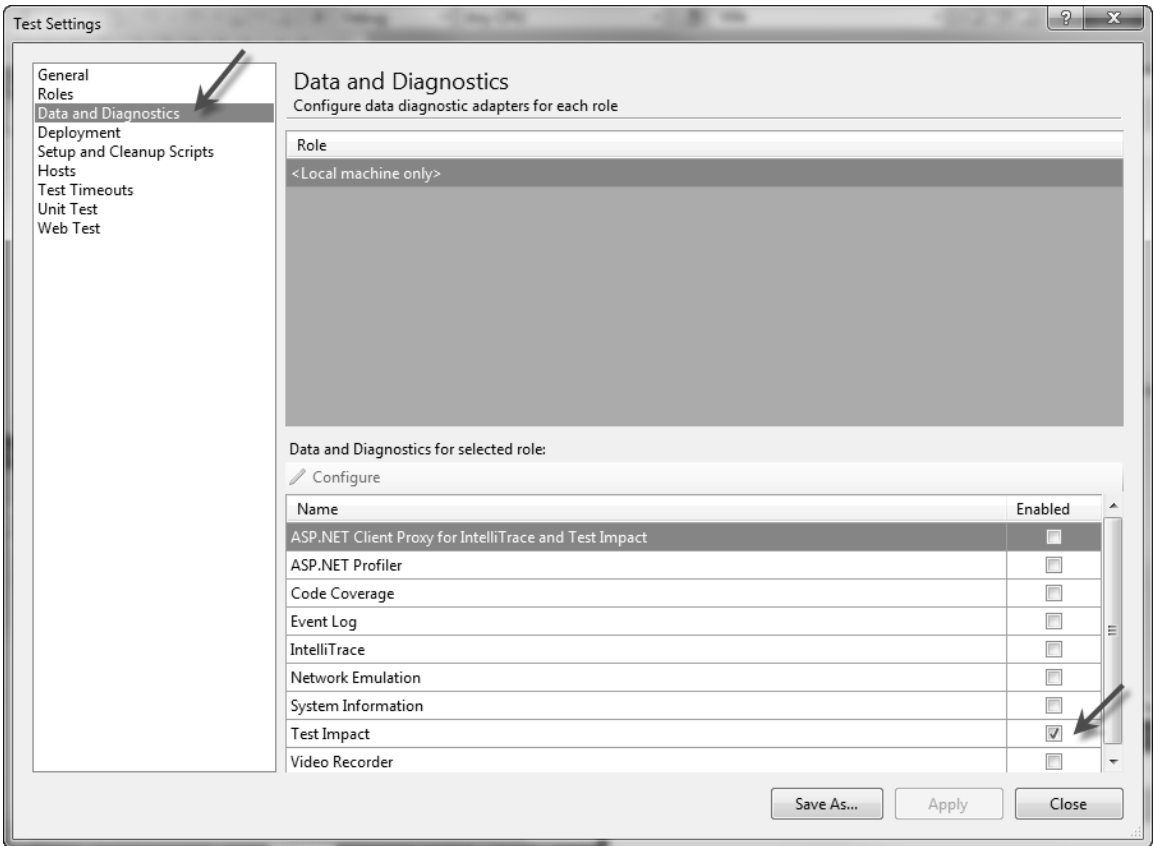 Test Settings
General
Roles
Data and Diagnostics
Deployment
Setup and Cleanup Scripts
Hosts
Test Timeouts
Unit Test
Web Test
Data and Diagnostics
Configure data diagnostic adapters for each role
Role
<Local machine only>
Data and Diagnostics for selected role:
Configure
Name Enabled
ASP.NET Client Proxy for IntelliTrace and Test Impact
ASP.NET Profiler
Code Coverage
Event Log
IntelliTrace
Network Emulation
System Information
Test Impact
Video Recorder
Save As... Apply Close